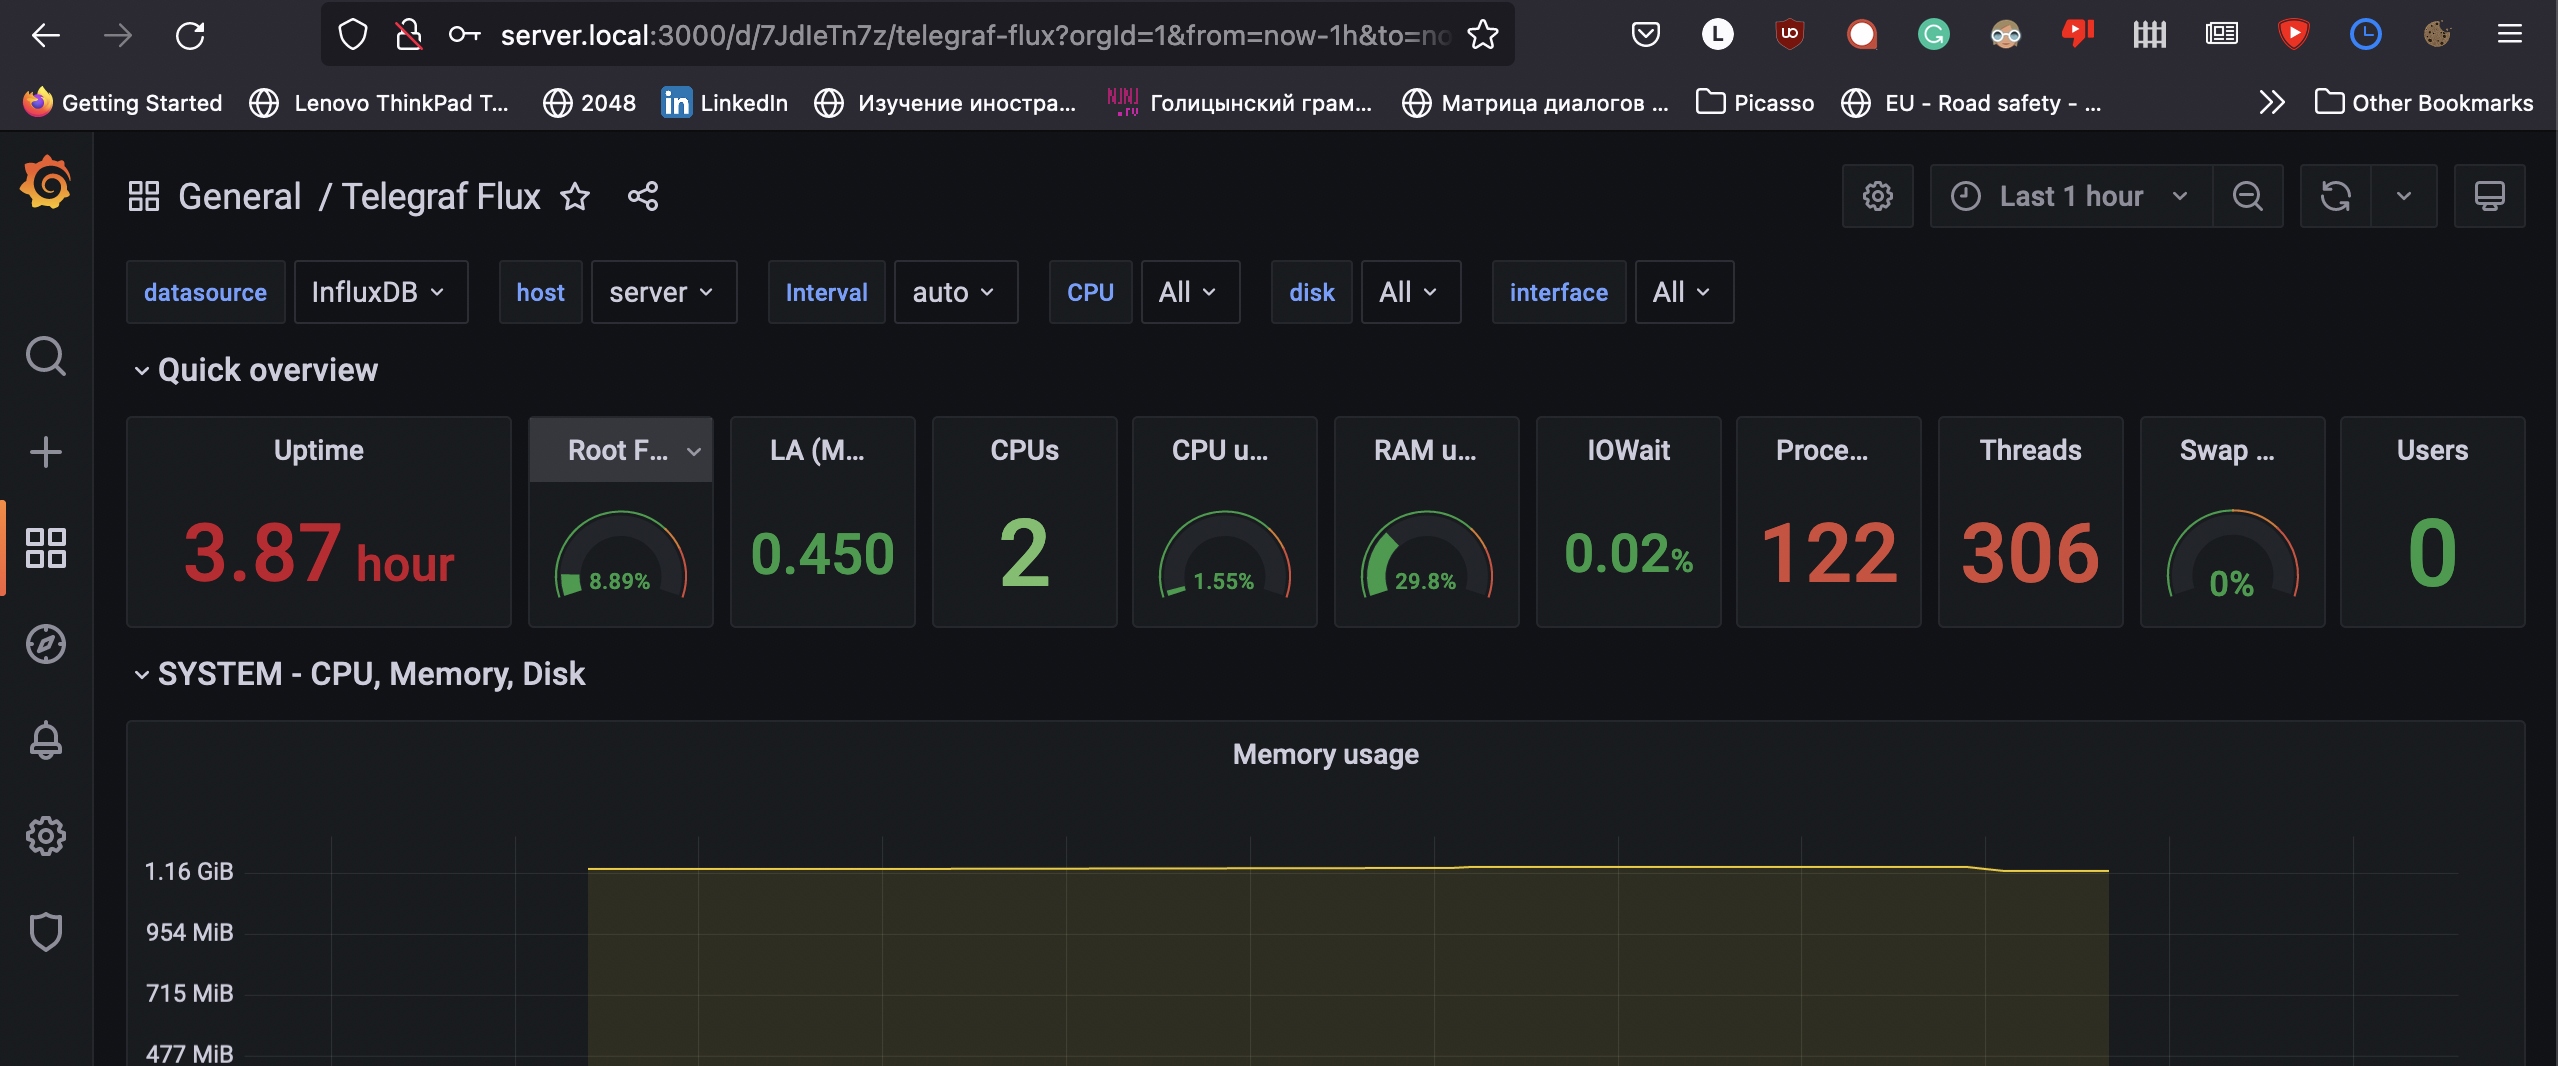 server.local:3000/d/7JdIeTn7z/telegraf-flux?orgId=1&from=now-1h&to=no
L
UO
G
Getting Started Lenovo ThinkPad T... 2048 in LinkedIn Изучение иностра... Голицынский грам... Матрица диалогов ... Picasso EU - Road safety - ... Other Bookmarks
General / Telegraf Flux Last 1 hour
datasource InfluxDB host server Interval auto CPU All disk All interface All
Quick overview
Uptime Root F... LA (M... CPUs CPU u... RAM u... IOWait Proce... Threads Swap ... Users
3.87 hour 8.89% 0.450 2 1.55% 29.8% 0.02% 122 306 0% 0
SYSTEM - CPU, Memory, Disk
Memory usage
1.16 GiB
954 MiB
715 MiB
477 MiB